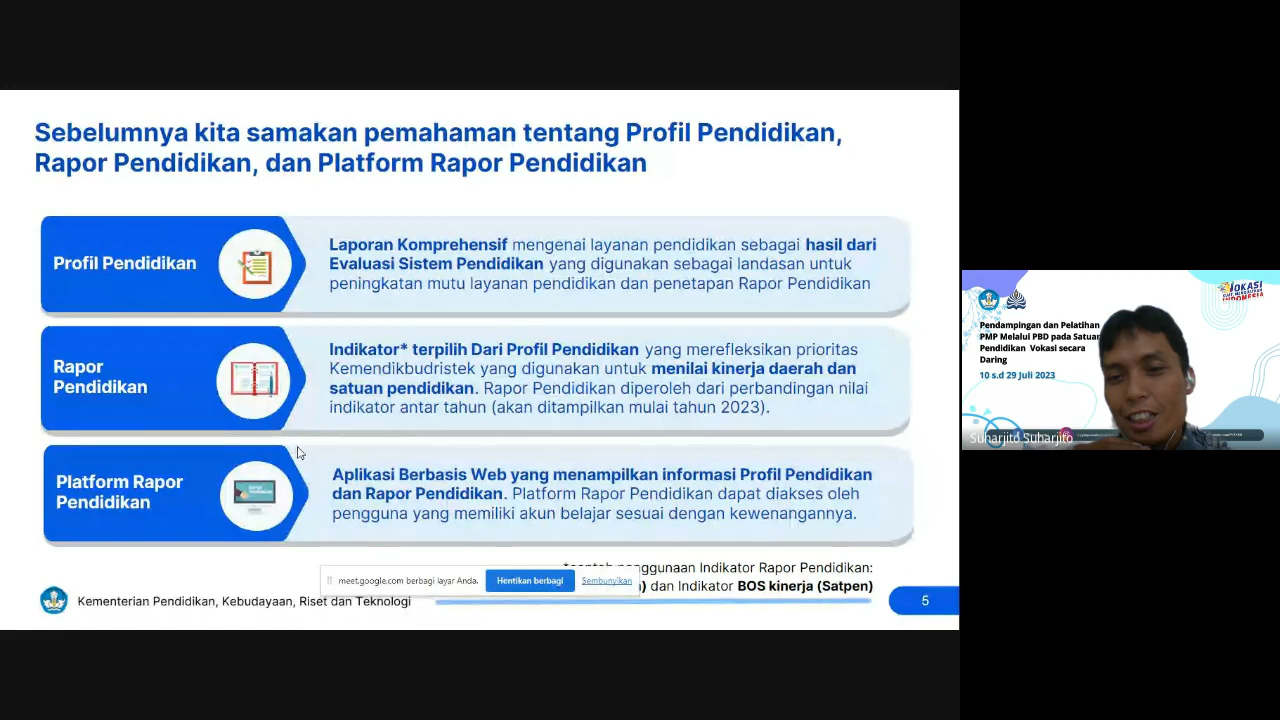 Sebelumnya kita samakan pemahaman tentang Profil Pendidikan,
Rapor Pendidikan, dan Platform Rapor Pendidikan
Profil Pendidikan
Laporan Komprehensif mengenai layanan pendidikan sebagai hasil dari
Evaluasi Sistem Pendidikan yang digunakan sebagai landasan untuk
peningkatan mutu layanan pendidikan dan penetapan Rapor Pendidikan
Rapor
Pendidikan
Indikator* terpilih Dari Profil Pendidikan yang merefleksikan prioritas
Kemendikbudristek yang digunakan untuk menilai kinerja daerah dan
satuan pendidikan. Rapor Pendidikan diperoleh dari perbandingan nilai
indikator antar tahun (akan ditampilkan mulai tahun 2023).
Platform Rapor
Pendidikan
Aplikasi Berbasis Web yang menampilkan informasi Profil Pendidikan
dan Rapor Pendidikan. Platform Rapor Pendidikan dapat diakses oleh
pengguna yang memiliki akun belajar sesuai dengan kewenangannya.
penggunaan Indikator Rapor Pendidikan:
) dan Indikator BOS kinerja (Satpen)
meet.google.com berbagi layar Anda.
Hentikan berbagi
Sembunyikan
Kementerian Pendidikan, Kebudayaan, Riset dan Teknologi
5
VOKASI
INDONESIA
Pendampingan dan Pelatihan
PMP Melalui PBD pada Satuan
Pendidikan Vokasi secara
Daring
10 s.d 29 Juli 2023
Suharjito Suharjito